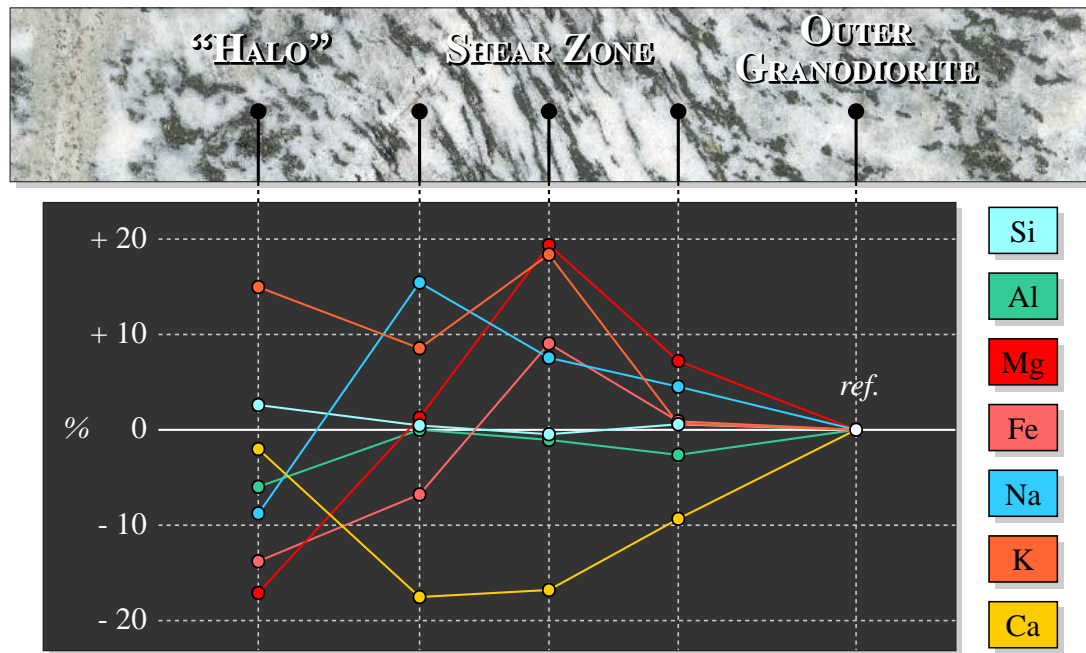 “Halo”
Shear Zone
Outer
Granodiorite
+ 20
+ 10
% 0
- 10
- 20
ref.
Si
Al
Mg
Fe
Na
K
Ca